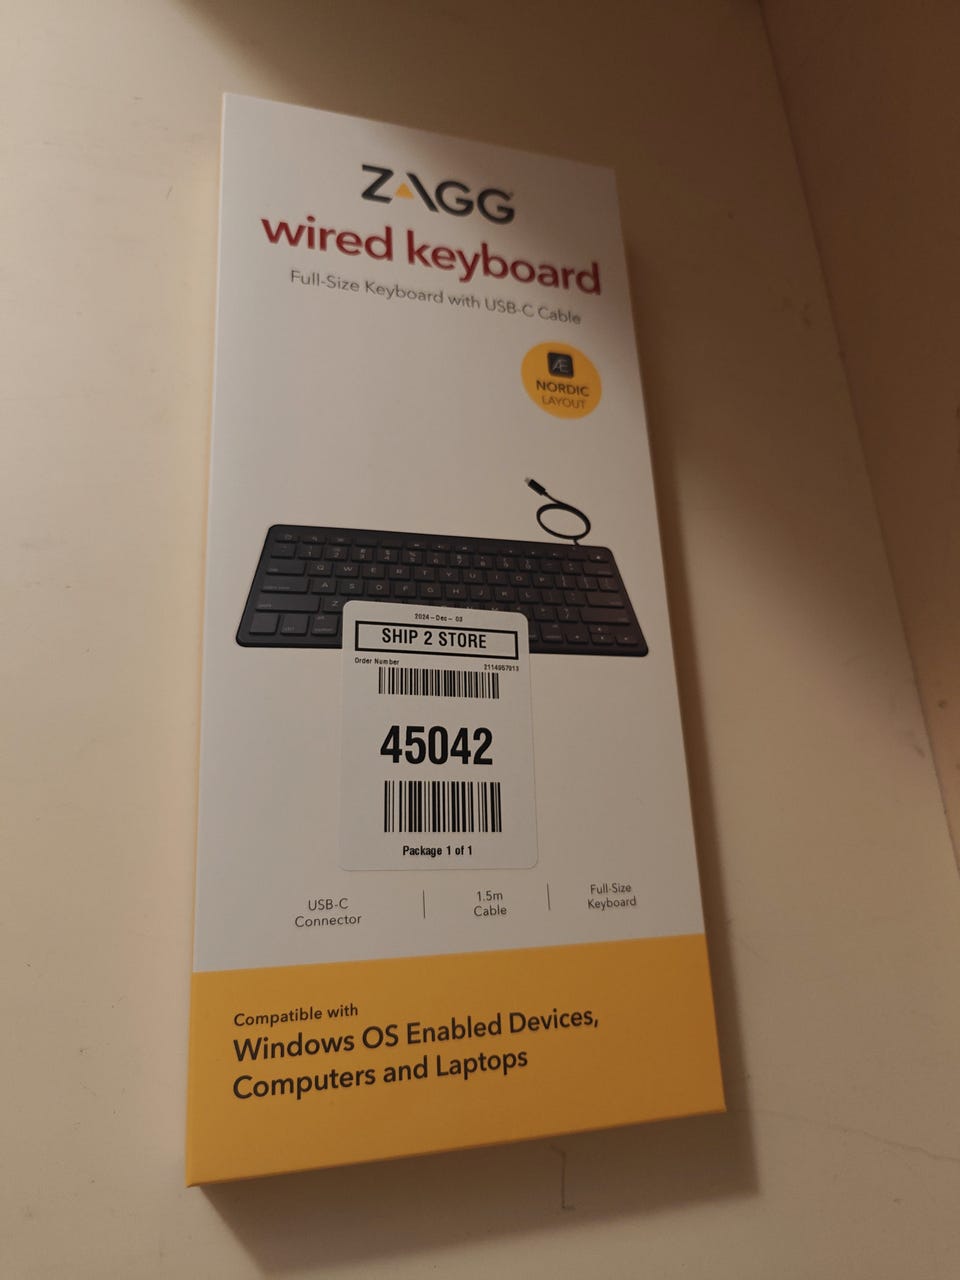 ZAGG
wired keyboard
Full-Size Keyboard with USB-C Cable
Æ
NORDIC
LAYOUT
Q W E R T Y U I O P
A S D F G H J K L
Z
2024-Dec-03
SHIP 2 STORE
Order Number 2114957913
45042
Package 1 of 1
USB-C
Connector
1.5m
Cable
Full-Size
Keyboard
Compatible with
Windows OS Enabled Devices,
Computers and Laptops